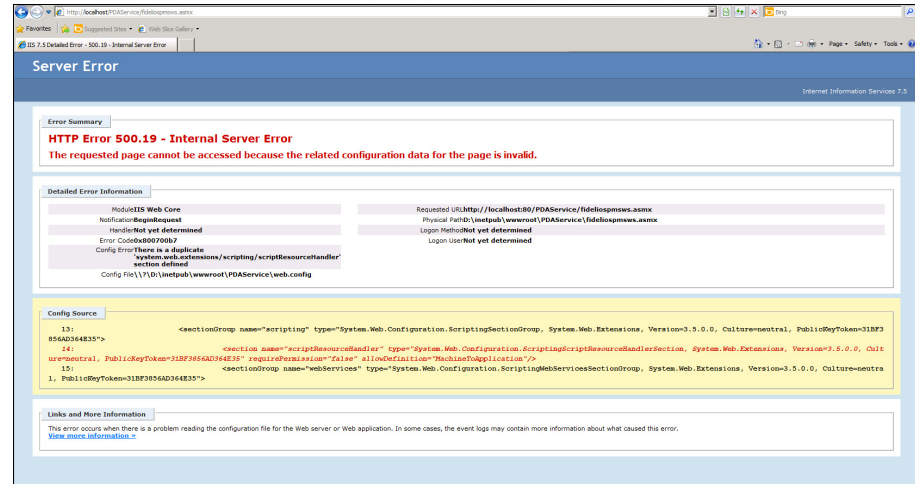 http://localhost/PDAService/fideliospmsws.asmx
Bing
Favorites
Suggested Sites
Web Slice Gallery
IIS 7.5 Detailed Error - 500.19 - Internal Server Error
Page Safety Tools
Server Error
Internet Information Services 7.5
Error Summary
HTTP Error 500.19 - Internal Server Error
The requested page cannot be accessed because the related configuration data for the page is invalid.
Detailed Error Information
Module IIS Web Core
Notification BeginRequest
Handler Not yet determined
Error Code 0x800700b7
Config Error There is a duplicate
'system.web.extensions/scripting/scriptResourceHandler'
section defined
Config File \\?\D:\inetpub\wwwroot\PDAService\web.config
Requested URL http://localhost:80/PDAService/fideliospmsws.asmx
Physical Path D:\inetpub\wwwroot\PDAService\fideliospmsws.asmx
Logon Method Not yet determined
Logon User Not yet determined
Config Source
13: <sectionGroup name="scripting" type="System.Web.Configuration.ScriptingSectionGroup, System.Web.Extensions, Version=3.5.0.0, Culture=neutral, PublicKeyToken=31BF3
856AD364E35">
14: <section name="scriptResourceHandler" type="System.Web.Configuration.ScriptingScriptResourceHandlerSection, System.Web.Extensions, Version=3.5.0.0, Cult
ure=neutral, PublicKeyToken=31BF3856AD364E35" requirePermission="false" allowDefinition="MachineToApplication"/>
15: <sectionGroup name="webServices" type="System.Web.Configuration.ScriptingWebServicesSectionGroup, System.Web.Extensions, Version=3.5.0.0, Culture=neutra
l, PublicKeyToken=31BF3856AD364E35">
Links and More Information
This error occurs when there is a problem reading the configuration file for the Web server or Web application. In some cases, the event logs may contain more information about what caused this error.
View more information »